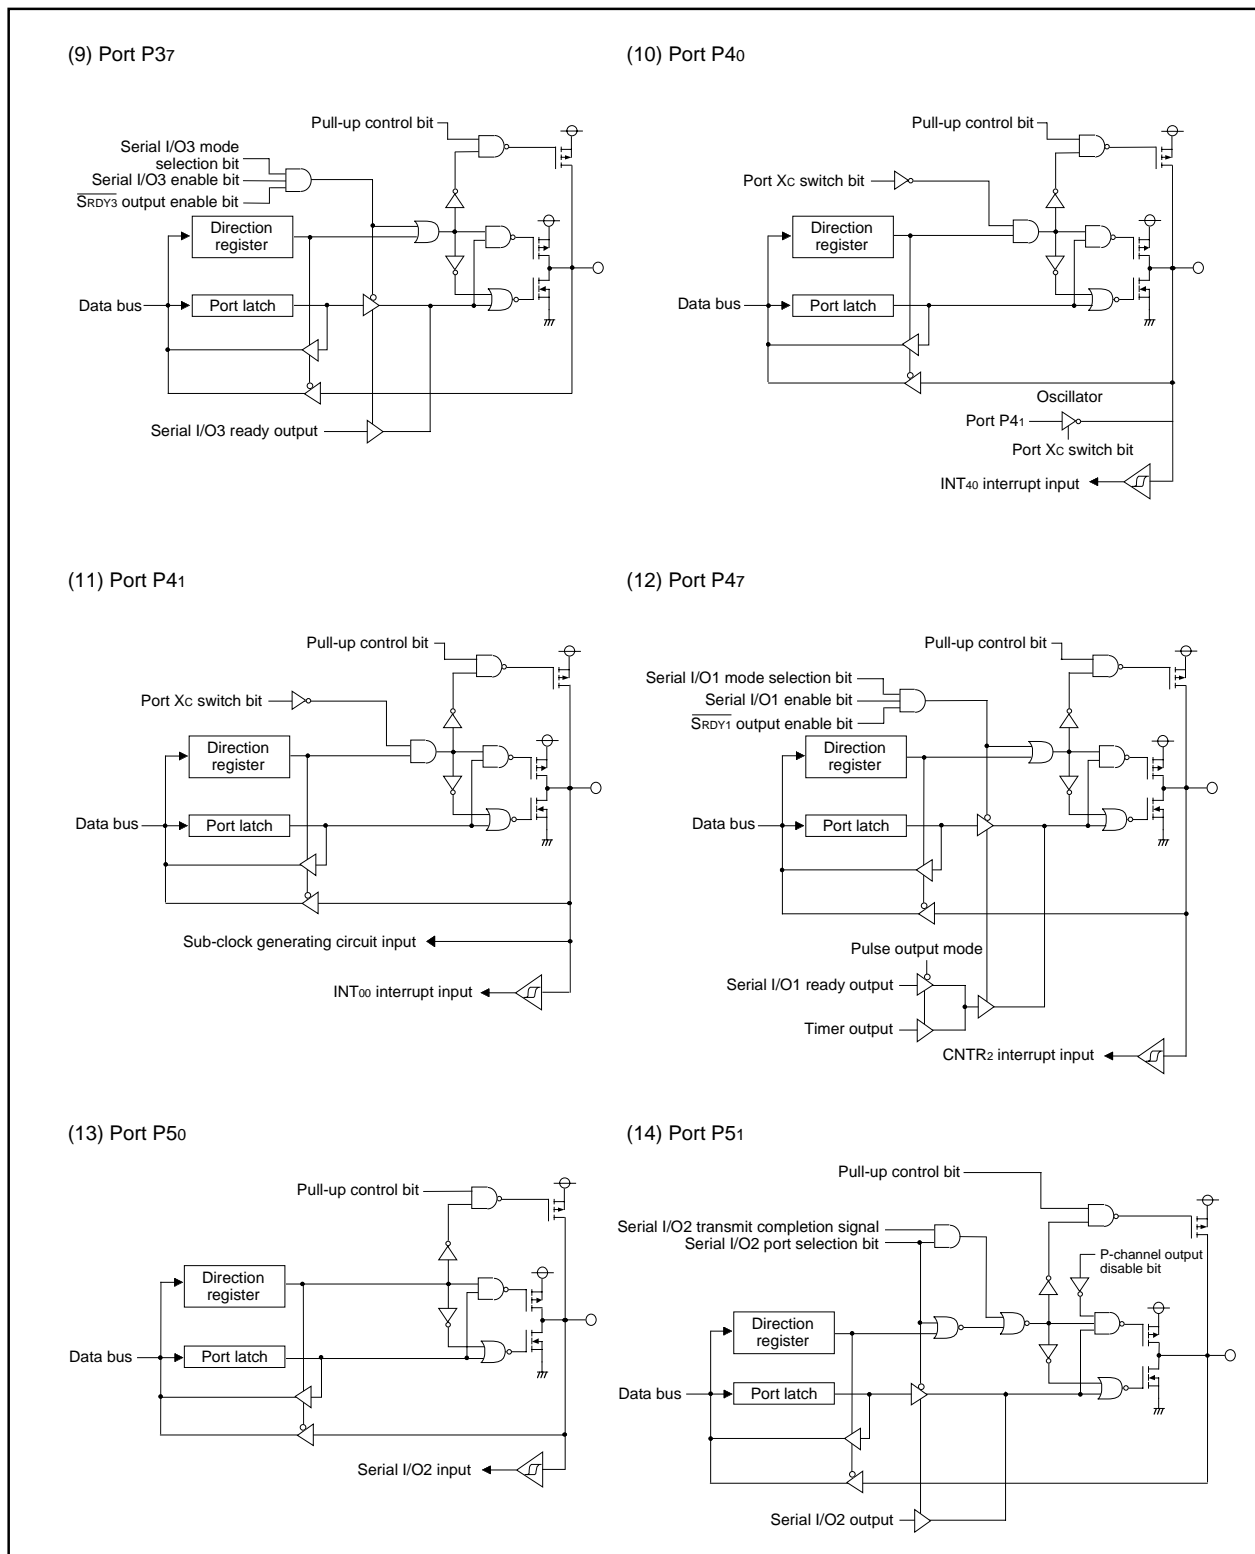 (9) Port P37
Pull-up control bit
Serial I/O3 mode
selection bit
Serial I/O3 enable bit
SRDY3 output enable bit
Direction
register
Data bus
Port latch
Serial I/O3 ready output
(10) Port P40
Pull-up control bit
Port XC switch bit
Direction
register
Data bus
Port latch
Oscillator
Port P41
Port XC switch bit
INT40 interrupt input
(11) Port P41
Pull-up control bit
Port XC switch bit
Direction
register
Data bus
Port latch
Sub-clock generating circuit input
INT00 interrupt input
(12) Port P47
Pull-up control bit
Serial I/O1 mode selection bit
Serial I/O1 enable bit
SRDY1 output enable bit
Direction
register
Data bus
Port latch
Pulse output mode
Serial I/O1 ready output
Timer output
CNTR2 interrupt input
(13) Port P50
Pull-up control bit
Direction
register
Data bus
Port latch
Serial I/O2 input
(14) Port P51
Pull-up control bit
Serial I/O2 transmit completion signal
Serial I/O2 port selection bit
P-channel output
disable bit
Direction
register
Data bus
Port latch
Serial I/O2 output